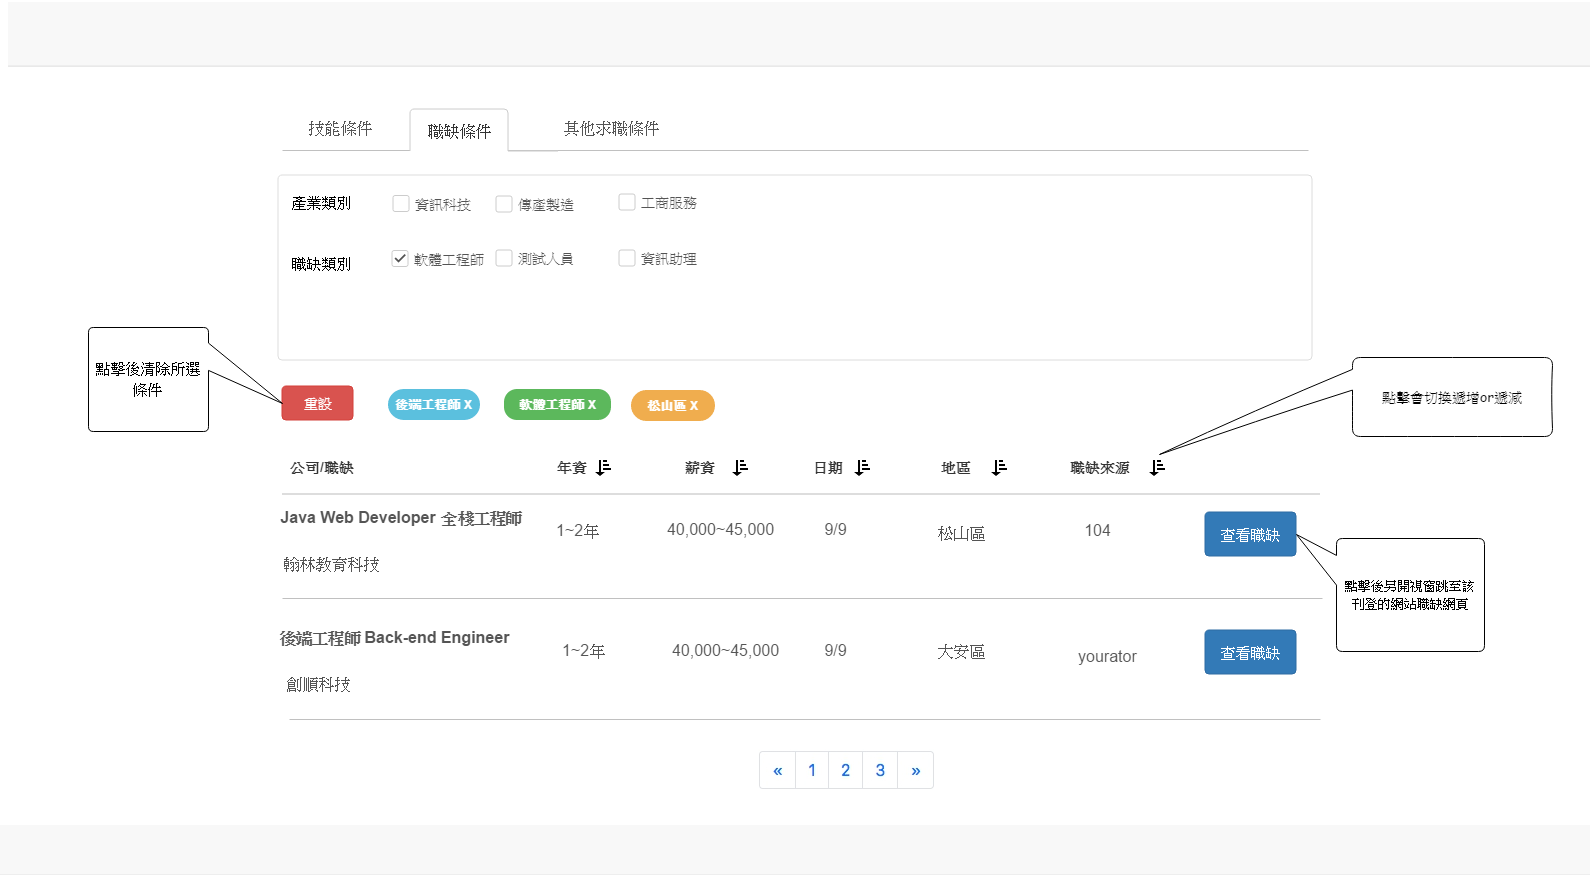 技能條件
職缺條件
其他求職條件
產業類別
資訊科技
傳產製造
工商服務
職缺類別
軟體工程師
測試人員
資訊助理
點擊後清除所選
條件
重設
後端工程師 X
軟體工程師 X
松山區 X
點擊會切換遞增or遞減
公司/職缺
年資
薪資
日期
地區
職缺來源
Java Web Developer 全棧工程師
1~2年
40,000~45,000
9/9
松山區
104
查看職缺
翰林教育科技
點擊後另開視窗跳至該
刊登的網站職缺網頁
後端工程師 Back-end Engineer
1~2年
40,000~45,000
9/9
大安區
yourator
查看職缺
創順科技
« 1 2 3 »